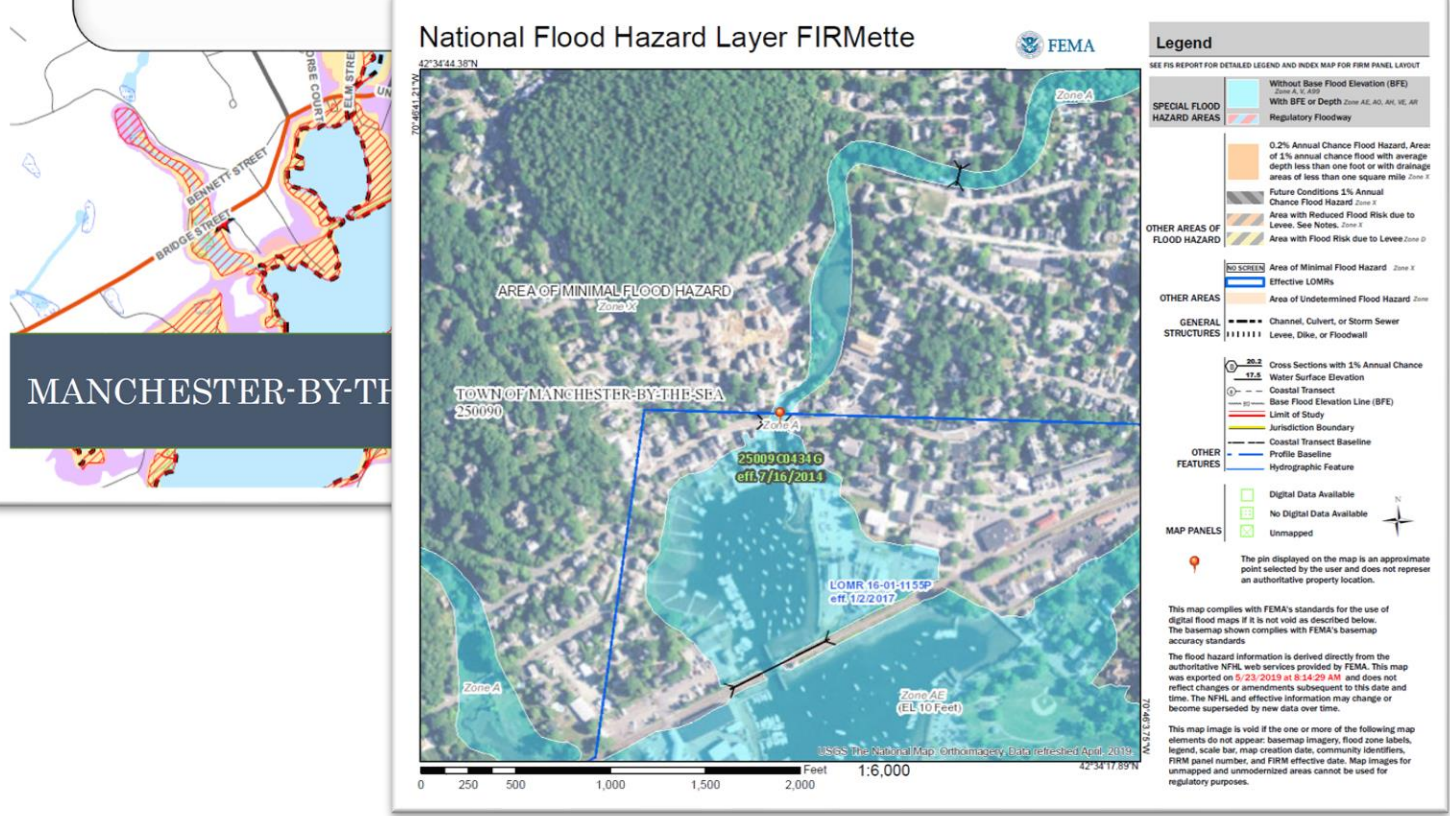 ORSE COURT
ELM STRE
UN
BENNETT STREET
BRIDGE STREET
MANCHESTER-BY-TH
National Flood Hazard Layer FIRMette
FEMA
42°34'44.38"N
70°46'41.21"W
Zone A
AREA OF MINIMAL FLOOD HAZARD
Zone X
TOWN OF MANCHESTER-BY-THE-SEA
250090
Zone A
25009C0434G
eff. 7/16/2014
LOMR 16-01-1155P
eff. 1/2/2017
Zone A
Zone AE
(EL 10 Feet)
USGS The National Map: Orthoimagery. Data refreshed April, 2019.
70°46'3.75"W
42°34'17.89"N
0 250 500 1,000 1,500 2,000
Feet
1:6,000
Legend
SEE FIS REPORT FOR DETAILED LEGEND AND INDEX MAP FOR FIRM PANEL LAYOUT
SPECIAL FLOOD
HAZARD AREAS
Without Base Flood Elevation (BFE)
Zone A, V, A99
With BFE or Depth Zone AE, AO, AH, VE, AR
Regulatory Floodway
0.2% Annual Chance Flood Hazard, Areas
of 1% annual chance flood with average
depth less than one foot or with drainage
areas of less than one square mile Zone X
Future Conditions 1% Annual
Chance Flood Hazard Zone X
Area with Reduced Flood Risk due to
Levee. See Notes. Zone X
Area with Flood Risk due to Levee Zone D
OTHER AREAS OF
FLOOD HAZARD
NO SCREEN Area of Minimal Flood Hazard Zone X
Effective LOMRs
OTHER AREAS
Area of Undetermined Flood Hazard Zone
GENERAL
STRUCTURES
Channel, Culvert, or Storm Sewer
Levee, Dike, or Floodwall
20.2 Cross Sections with 1% Annual Chance
17.5 Water Surface Elevation
Coastal Transect
Base Flood Elevation Line (BFE)
Limit of Study
Jurisdiction Boundary
Coastal Transect Baseline
OTHER
FEATURES
Profile Baseline
Hydrographic Feature
Digital Data Available
No Digital Data Available
Unmapped
MAP PANELS
N
The pin displayed on the map is an approximate
point selected by the user and does not represer
an authoritative property location.
This map complies with FEMA's standards for the use of
digital flood maps if it is not void as described below.
The basemap shown complies with FEMA's basemap
accuracy standards
The flood hazard information is derived directly from the
authoritative NFHL web services provided by FEMA. This map
was exported on 5/23/2019 at 8:14:29 AM and does not
reflect changes or amendments subsequent to this date and
time. The NFHL and effective information may change or
become superseded by new data over time.
This map image is void if the one or more of the following map
elements do not appear: basemap imagery, flood zone labels,
legend, scale bar, map creation date, community identifiers,
FIRM panel number, and FIRM effective date. Map images for
unmapped and unmodernized areas cannot be used for
regulatory purposes.